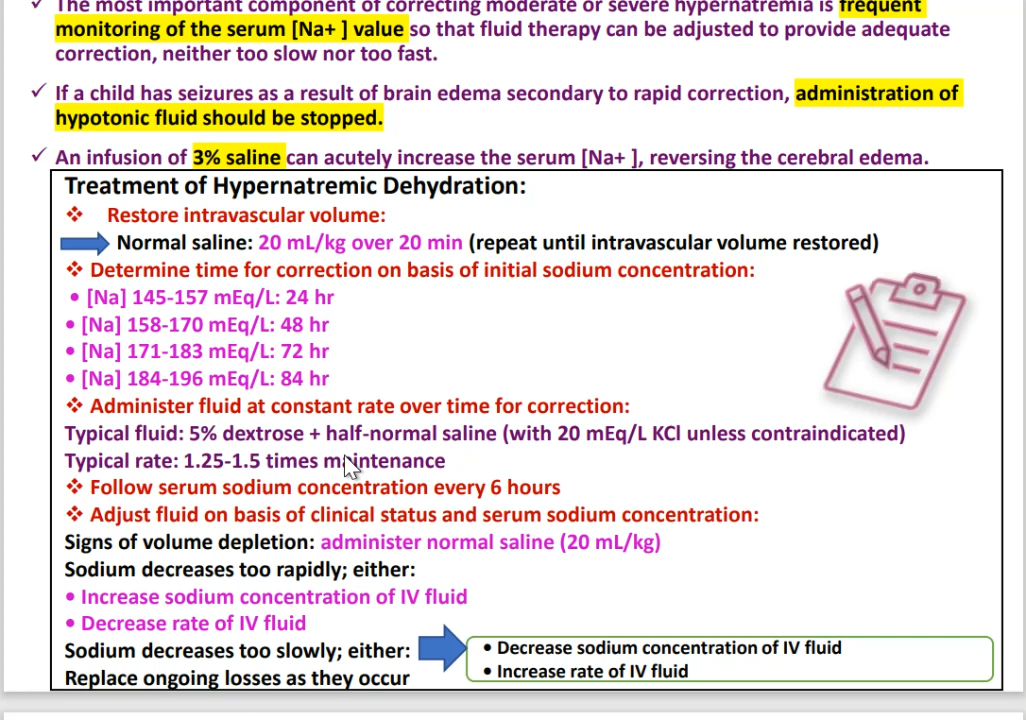 ✓ The most important component of correcting moderate or severe hypernatremia is frequent
monitoring of the serum [Na+ ] value so that fluid therapy can be adjusted to provide adequate
correction, neither too slow nor too fast.
✓ If a child has seizures as a result of brain edema secondary to rapid correction, administration of
hypotonic fluid should be stopped.
✓ An infusion of 3% saline can acutely increase the serum [Na+ ], reversing the cerebral edema.
Treatment of Hypernatremic Dehydration:
❖ Restore intravascular volume:
Normal saline: 20 mL/kg over 20 min (repeat until intravascular volume restored)
❖ Determine time for correction on basis of initial sodium concentration:
• [Na] 145-157 mEq/L: 24 hr
• [Na] 158-170 mEq/L: 48 hr
• [Na] 171-183 mEq/L: 72 hr
• [Na] 184-196 mEq/L: 84 hr
❖ Administer fluid at constant rate over time for correction:
Typical fluid: 5% dextrose + half-normal saline (with 20 mEq/L KCl unless contraindicated)
Typical rate: 1.25-1.5 times maintenance
❖ Follow serum sodium concentration every 6 hours
❖ Adjust fluid on basis of clinical status and serum sodium concentration:
Signs of volume depletion: administer normal saline (20 mL/kg)
Sodium decreases too rapidly; either:
• Increase sodium concentration of IV fluid
• Decrease rate of IV fluid
Sodium decreases too slowly; either:
• Decrease sodium concentration of IV fluid
• Increase rate of IV fluid
Replace ongoing losses as they occur